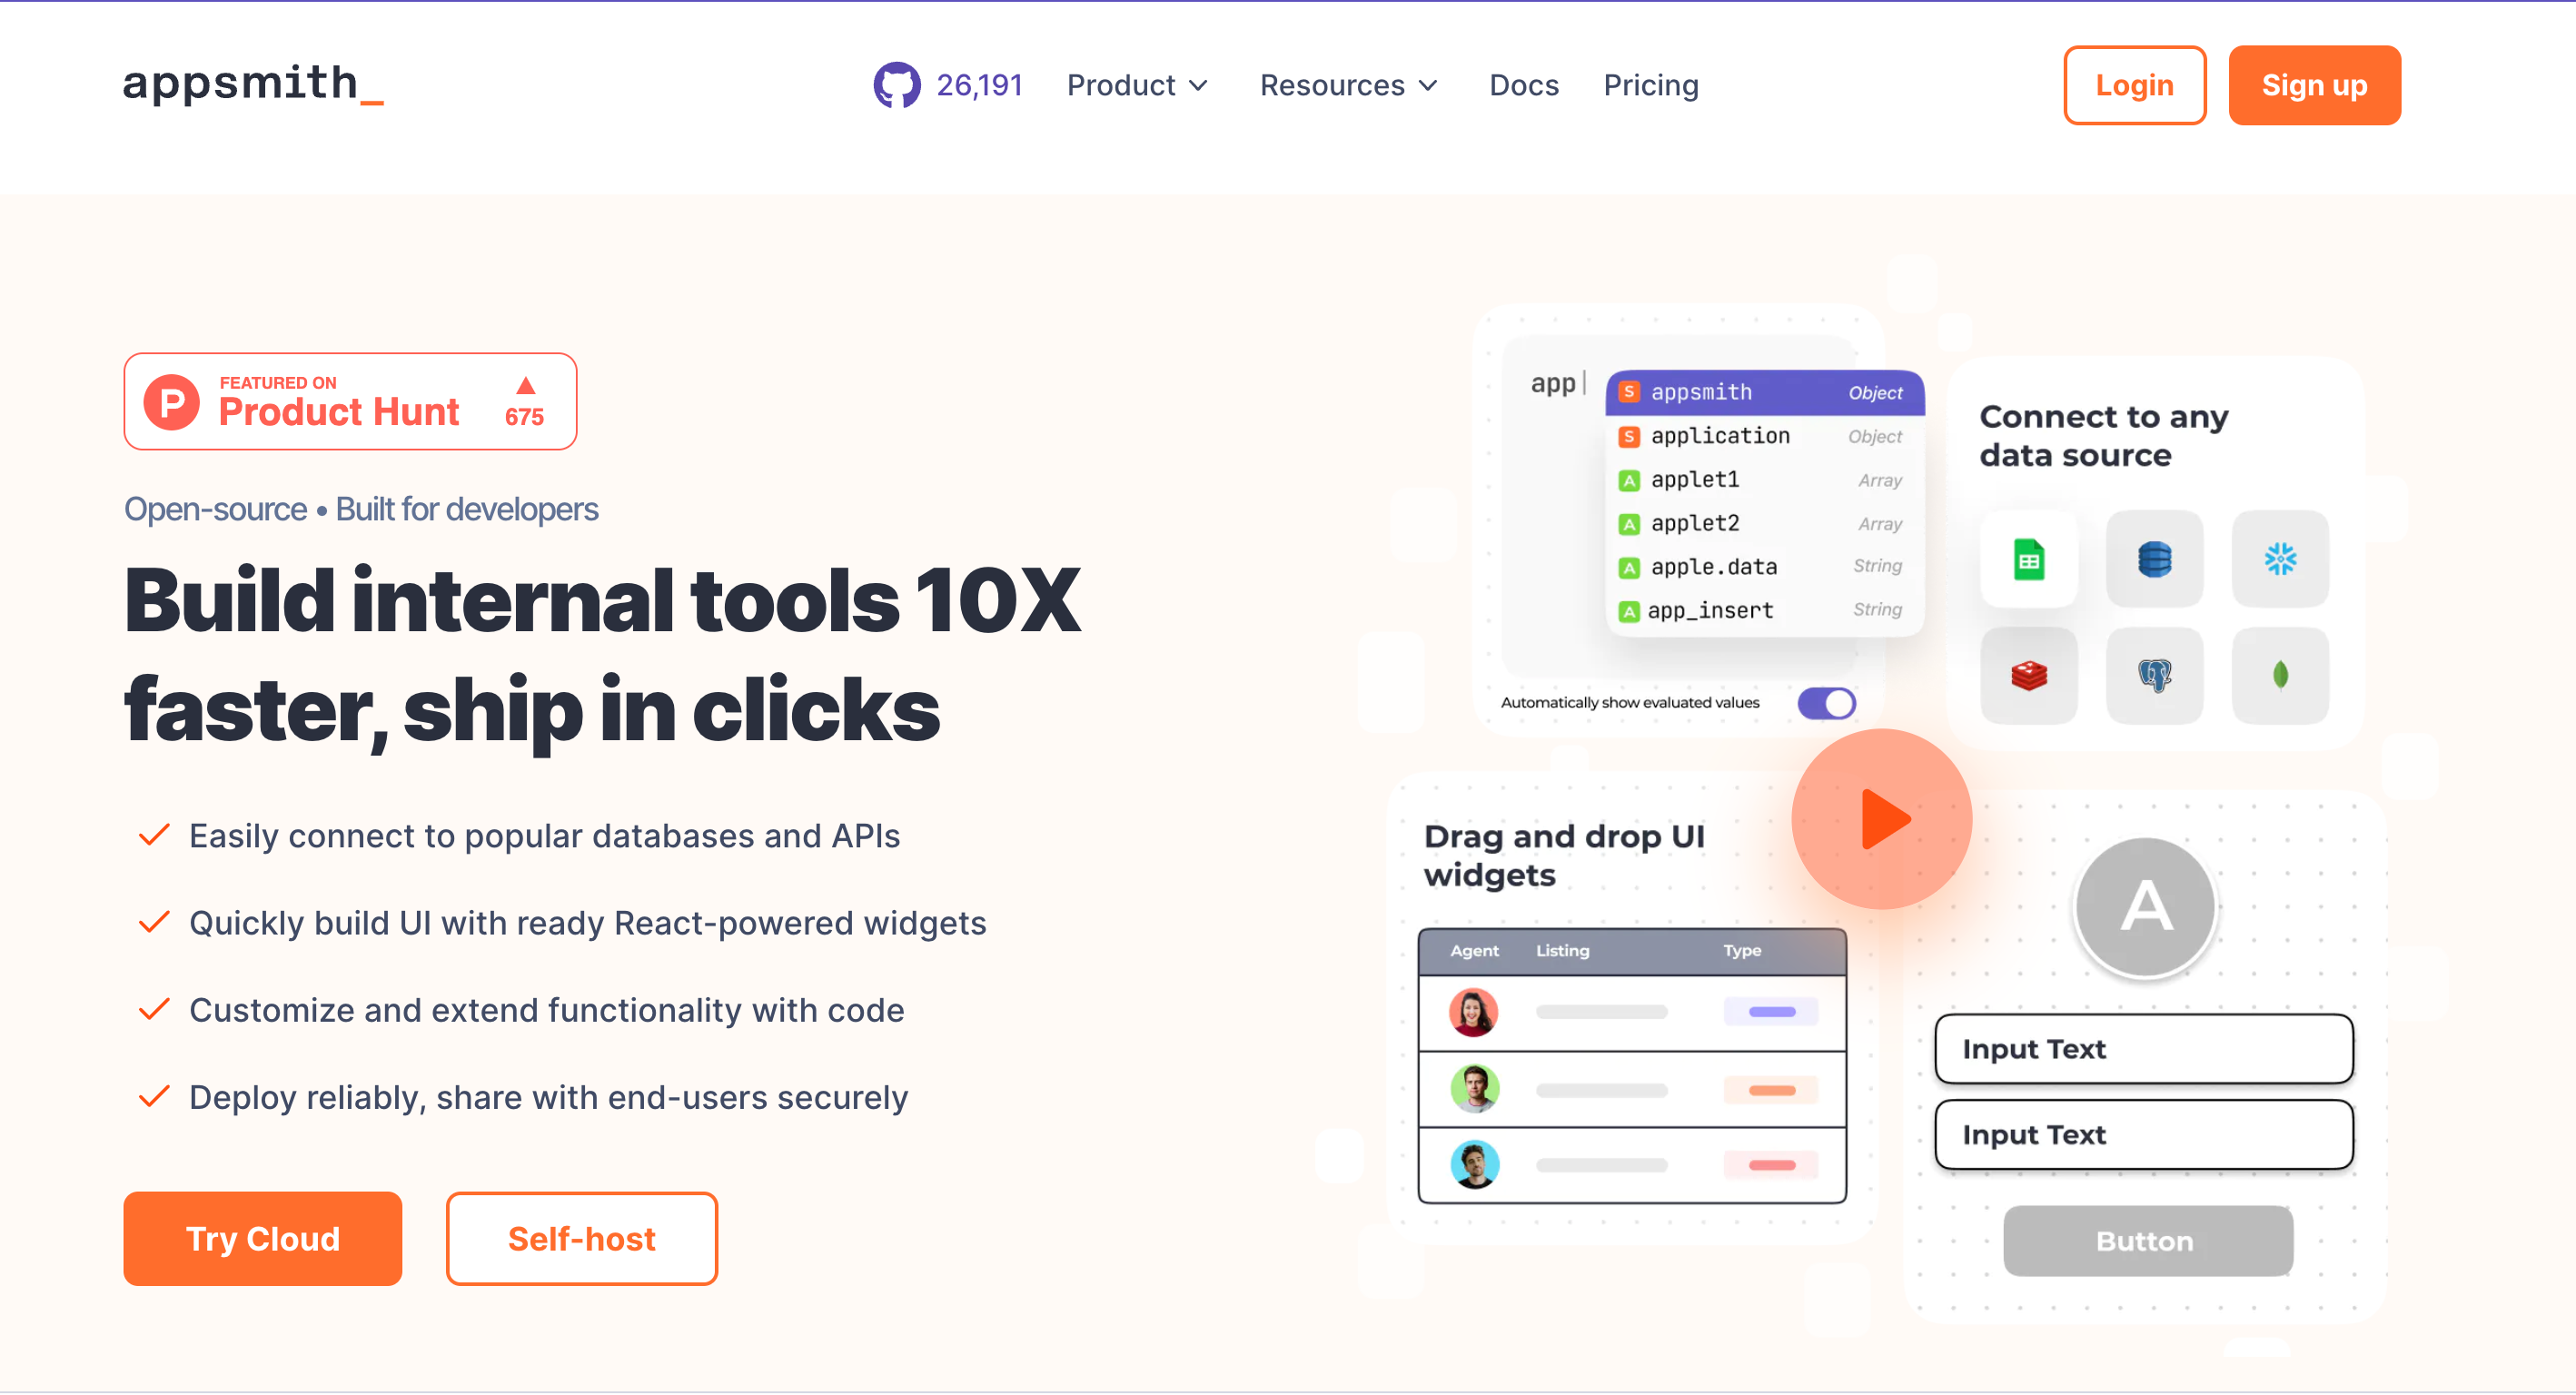 appsmith_
26,191
Product
Resources
Docs
Pricing
Login
Sign up
P
FEATURED ON
Product Hunt
675
Open-source • Built for developers
Build internal tools 10X
faster, ship in clicks
Easily connect to popular databases and APIs
Quickly build UI with ready React-powered widgets
Customize and extend functionality with code
Deploy reliably, share with end-users securely
Try Cloud
Self-host
app|
S appsmith Object
S application Object
A applet1 Array
A applet2 Array
A apple.data String
A app_insert String
Automatically show evaluated values
Connect to any
data source
Drag and drop UI
widgets
Agent Listing Type
A
Input Text
Input Text
Button